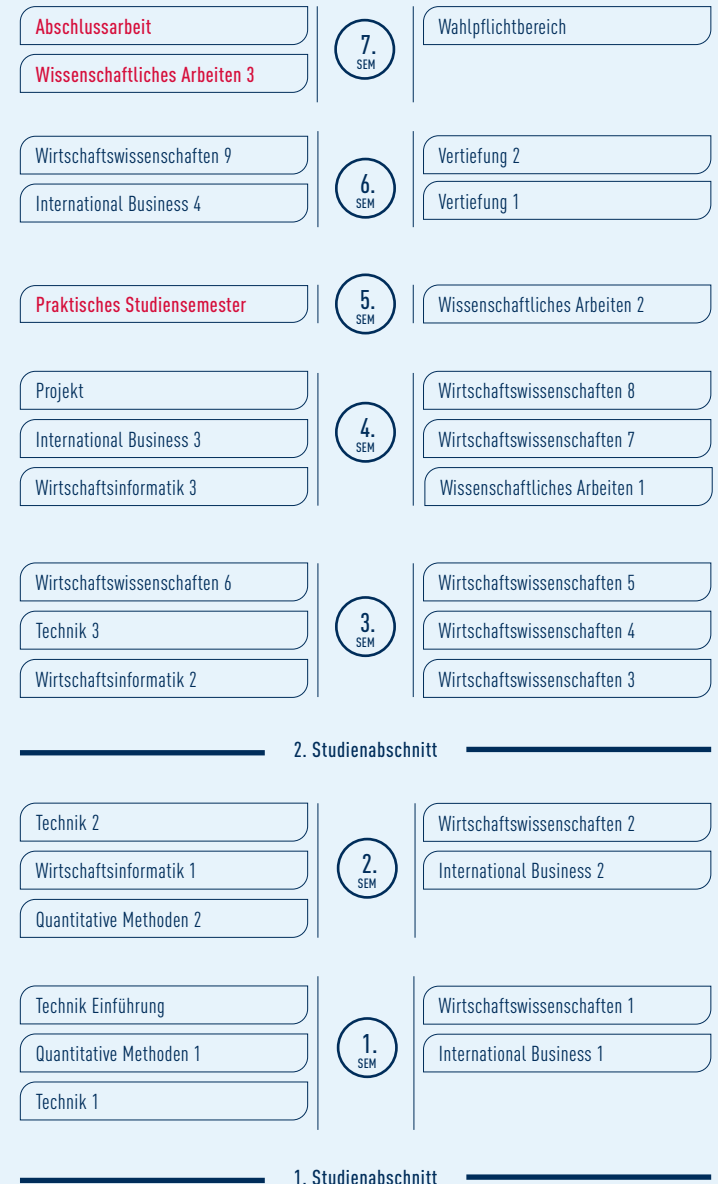 Abschlussarbeit
Wissenschaftliches Arbeiten 3
7.
SEM
Wahlpflichtbereich
Wirtschaftswissenschaften 9
International Business 4
6.
SEM
Vertiefung 2
Vertiefung 1
Praktisches Studiensemester
5.
SEM
Wissenschaftliches Arbeiten 2
Projekt
International Business 3
Wirtschaftsinformatik 3
4.
SEM
Wirtschaftswissenschaften 8
Wirtschaftswissenschaften 7
Wissenschaftliches Arbeiten 1
Wirtschaftswissenschaften 6
Technik 3
Wirtschaftsinformatik 2
3.
SEM
Wirtschaftswissenschaften 5
Wirtschaftswissenschaften 4
Wirtschaftswissenschaften 3
2. Studienabschnitt
Technik 2
Wirtschaftsinformatik 1
Quantitative Methoden 2
2.
SEM
Wirtschaftswissenschaften 2
International Business 2
Technik Einführung
Quantitative Methoden 1
Technik 1
1.
SEM
Wirtschaftswissenschaften 1
International Business 1
1. Studienabschnitt